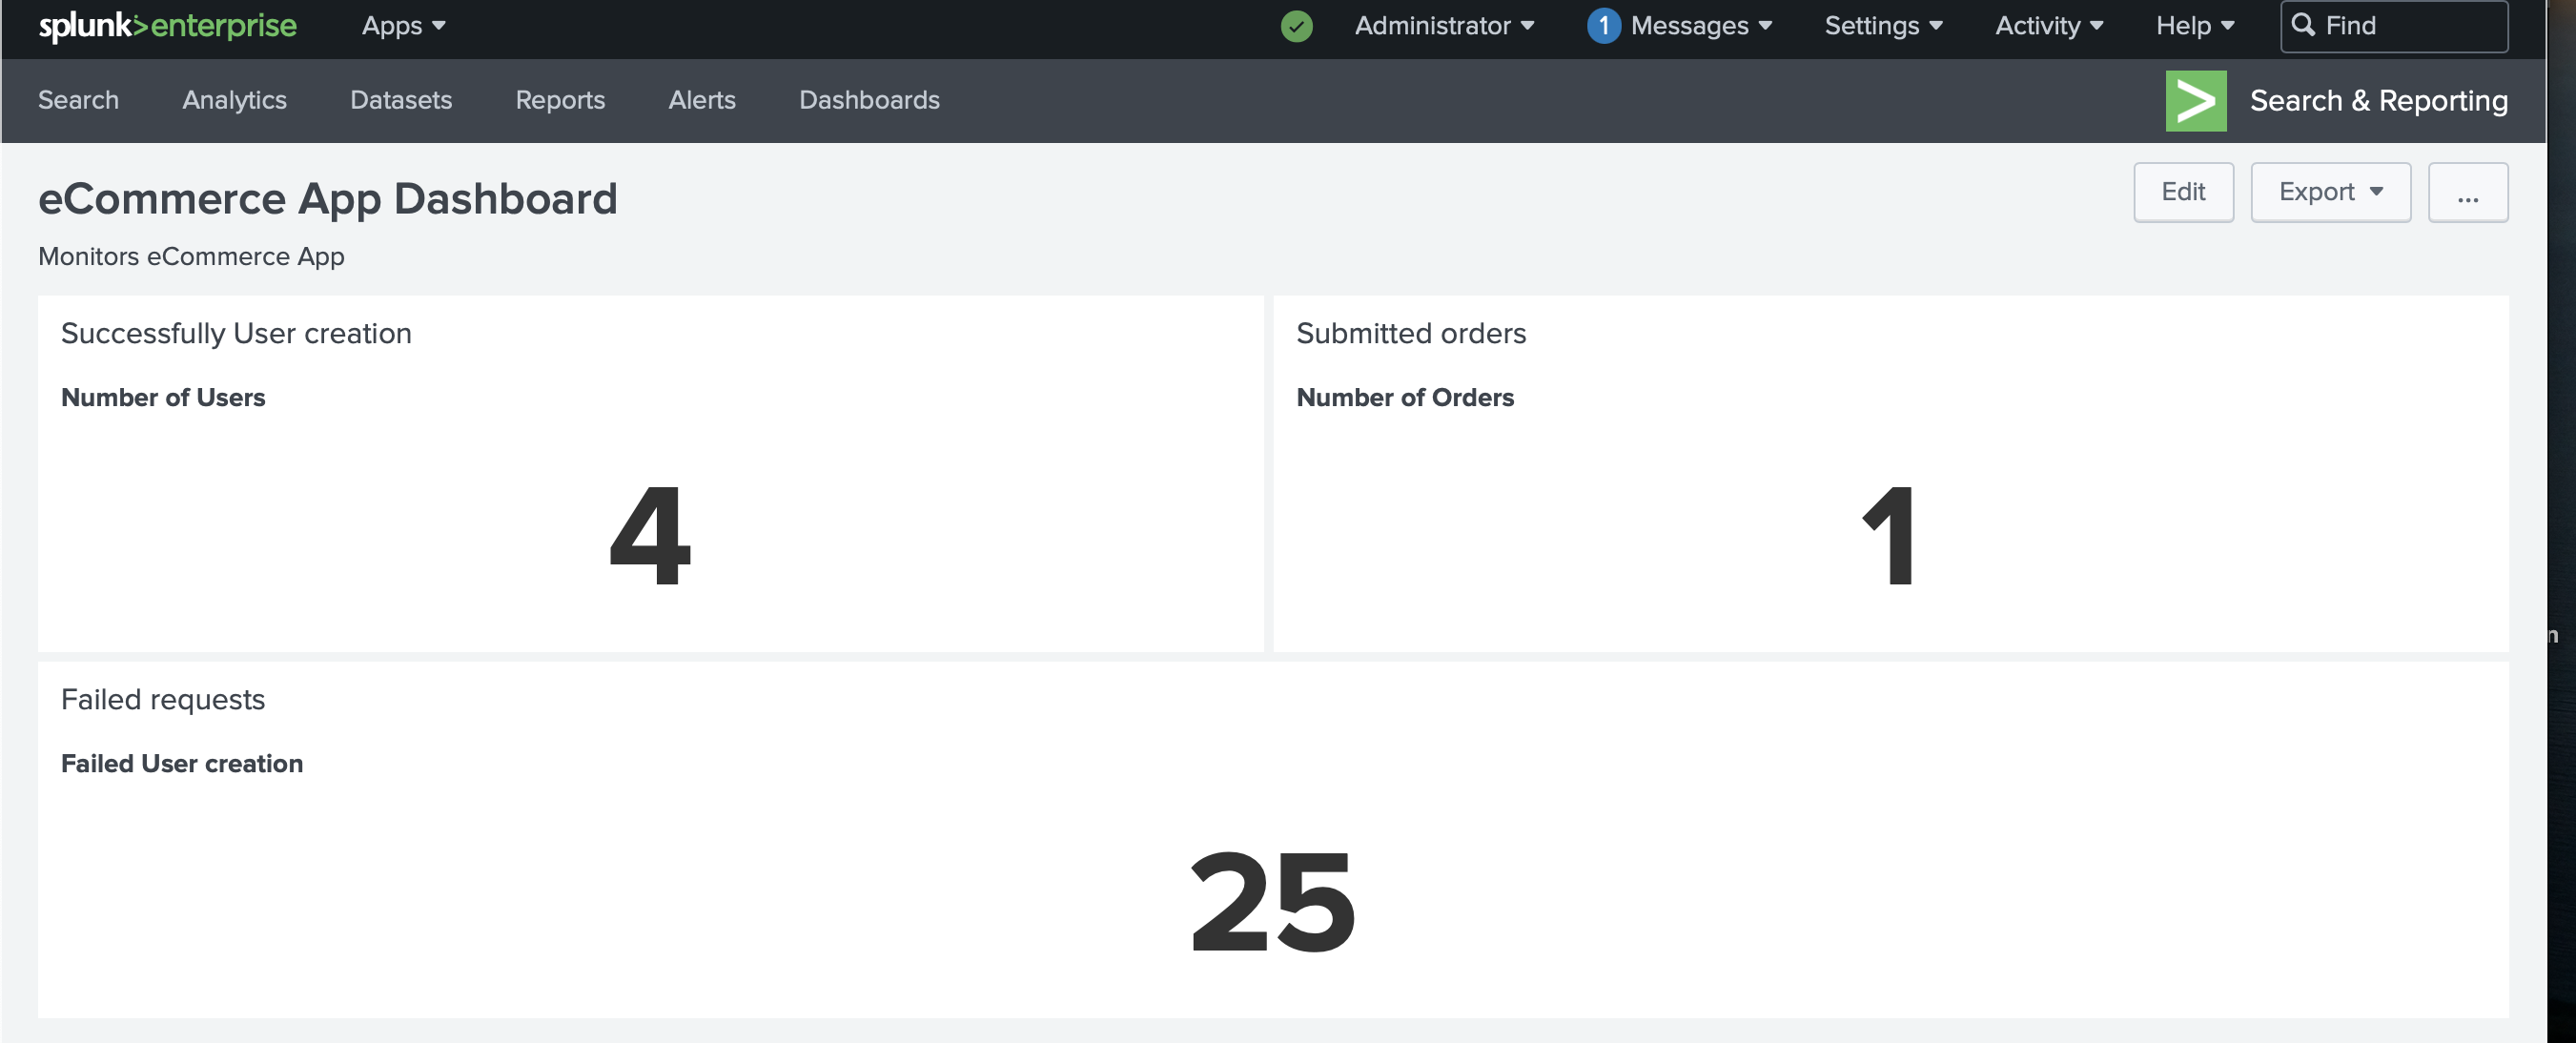 splunk>enterprise Apps Administrator 1 Messages Settings Activity Help Find
Search Analytics Datasets Reports Alerts Dashboards Search & Reporting
eCommerce App Dashboard Edit Export ...
Monitors eCommerce App
Successfully User creation
Number of Users
4
Submitted orders
Number of Orders
1
n
Failed requests
Failed User creation
25